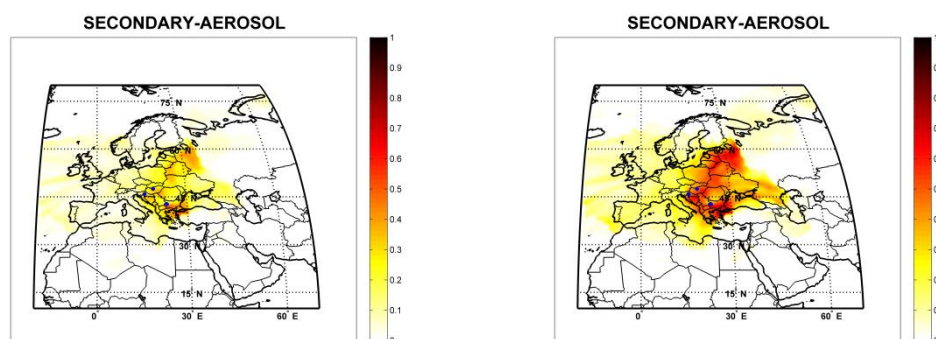 SECONDARY-AEROSOL
1
0.9
0.8
0.7
0.6
0.5
0.4
0.3
0.2
0.1
75° N
30° N
15° N
0°
30° E
60° E
SECONDARY-AEROSOL
75° N
30° N
15° N
0°
30° E
60° E